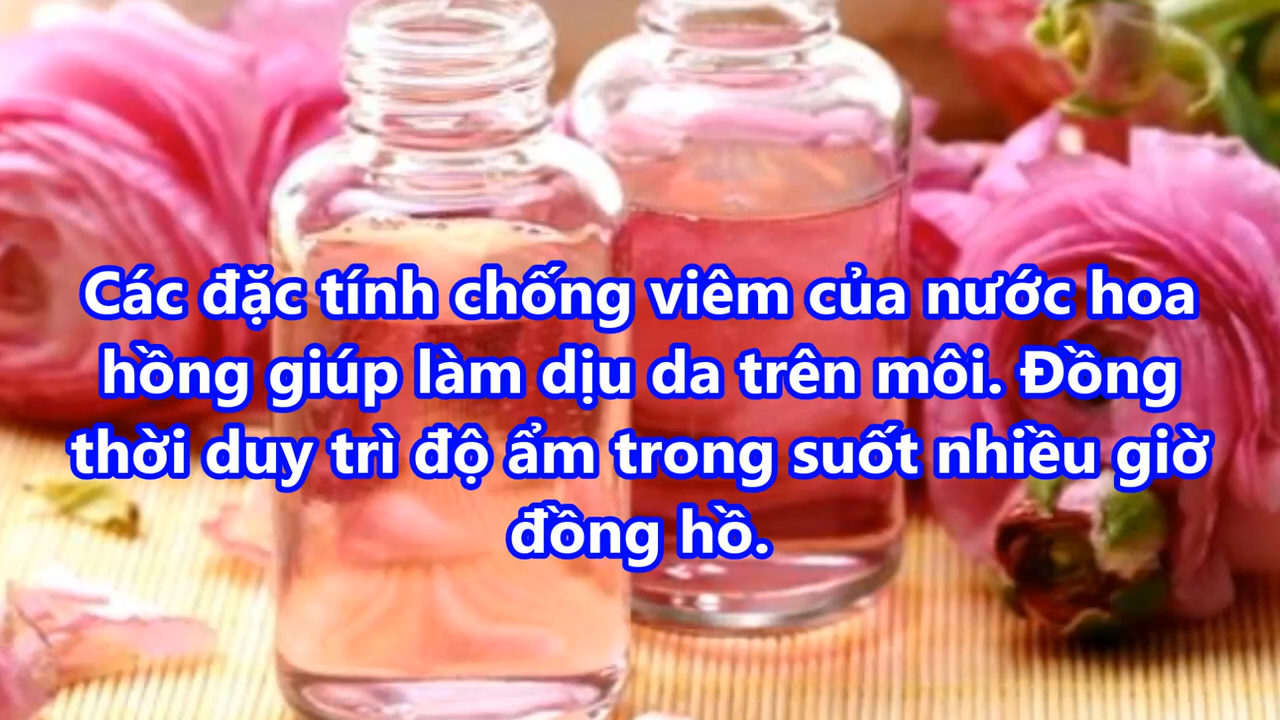 Các đặc tính chống viêm của nước hoa
hồng giúp làm dịu da trên môi. Đồng
thời duy trì độ ẩm trong suốt nhiều giờ
đồng hồ.